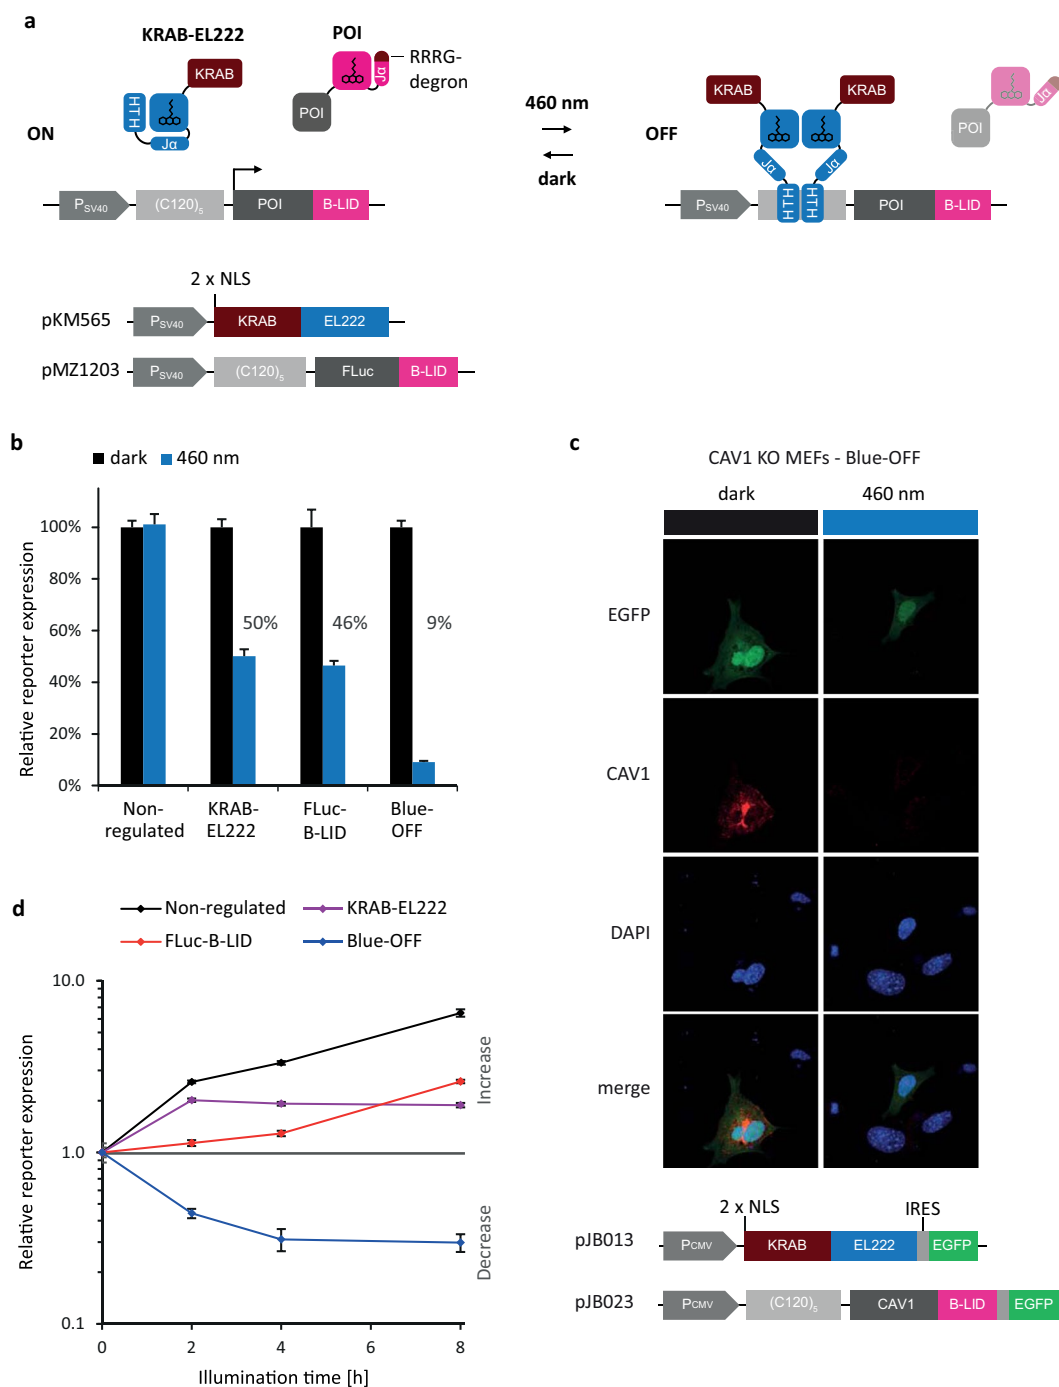 a
KRAB-EL222
POI
KRAB
RRRG-
degron
HTH
Jα
Jα
POI
ON
460 nm
dark
OFF
KRAB
KRAB
Jα
Jα
HTH
HTH
POI
Jα
PSV40
(C120)5
POI
B-LID
PSV40
POI
B-LID
2 x NLS
pKM565
PSV40
KRAB
EL222
pMZ1203
PSV40
(C120)5
FLuc
B-LID
b
dark
460 nm
Relative reporter expression
100%
80%
60%
40%
20%
0%
50%
46%
9%
Non-
regulated
KRAB-
EL222
FLuc-
B-LID
Blue-
OFF
c
CAV1 KO MEFs - Blue-OFF
dark
460 nm
EGFP
CAV1
DAPI
merge
2 x NLS
IRES
pJB013
PCMV
KRAB
EL222
EGFP
pJB023
PCMV
(C120)5
CAV1
B-LID
EGFP
d
Non-regulated
KRAB-EL222
FLuc-B-LID
Blue-OFF
Relative reporter expression
10.0
1.0
0.1
Increase
Decrease
0
2
4
6
8
Illumination time [h]